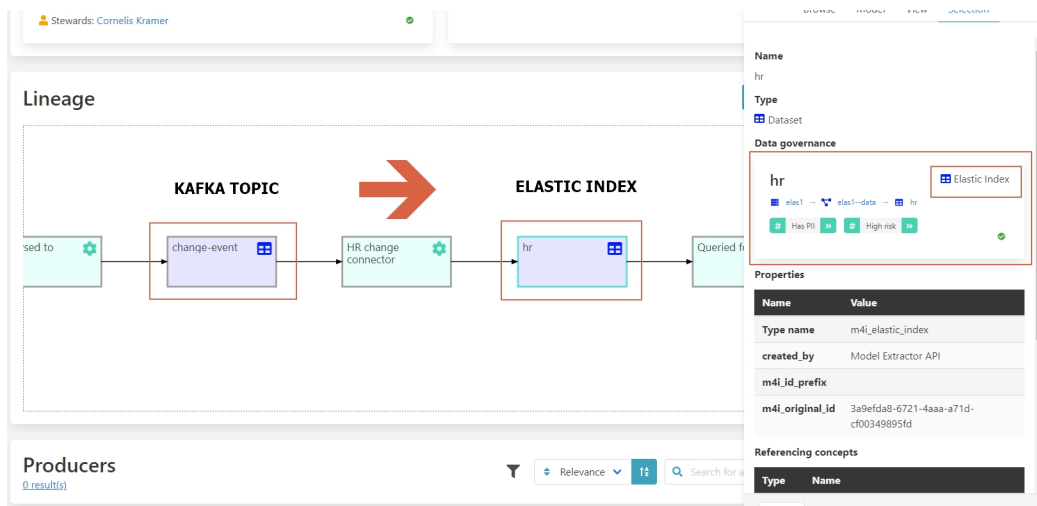 Browse Model View Selection
Stewards: Cornelis Kramer
Name
hr
Type
Dataset
Data governance
hr
Elastic Index
elas1 → elas1--data → hr
# Has PII » # High risk »
Properties
Name Value
Type name m4i_elastic_index
created_by Model Extractor API
m4i_id_prefix
m4i_original_id 3a9efda8-6721-4aaa-a71d-
cf00349895fd
Referencing concepts
Type Name
Lineage
KAFKA TOPIC
ELASTIC INDEX
sed to
change-event
HR change
connector
hr
Queried
Producers
0 result(s)
Relevance
Search for a